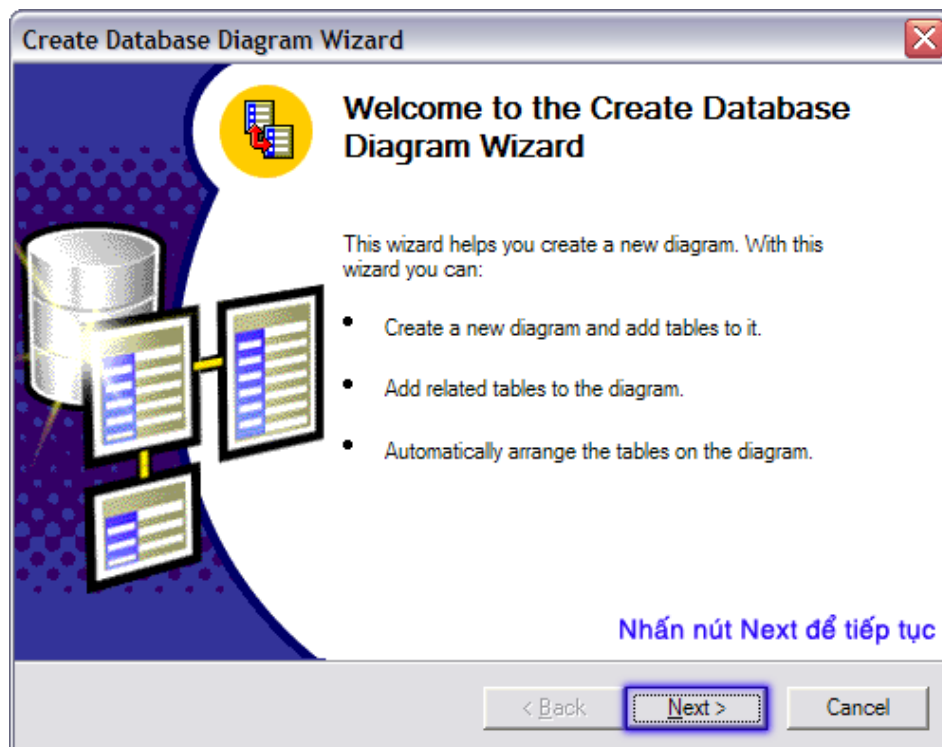 Create Database Diagram Wizard
Welcome to the Create Database
Diagram Wizard
This wizard helps you create a new diagram. With this
wizard you can:
• Create a new diagram and add tables to it.
• Add related tables to the diagram.
• Automatically arrange the tables on the diagram.
Nhấn nút Next để tiếp tục
< Back Next > Cancel